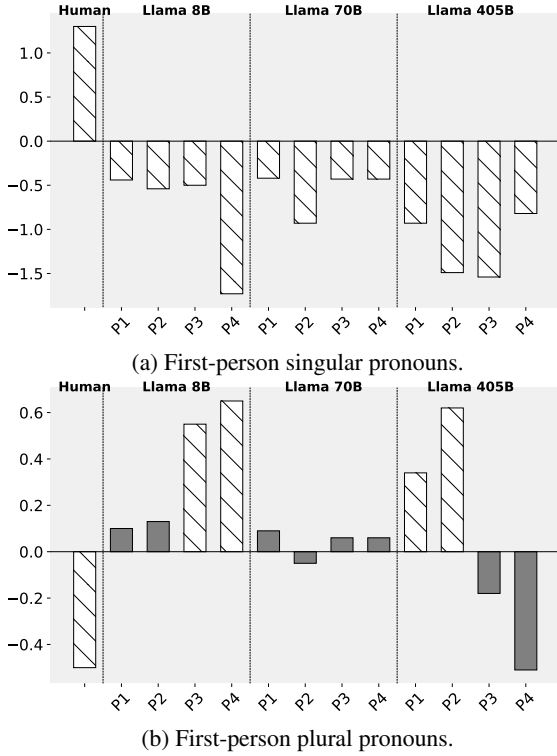 Human Llama 8B Llama 70B Llama 405B
1.0
0.5
0.0
−0.5
−1.0
−1.5
P1 P2 P3 P4 P1 P2 P3 P4 P1 P2 P3 P4
(a) First-person singular pronouns.
Human Llama 8B Llama 70B Llama 405B
0.6
0.4
0.2
0.0
−0.2
−0.4
P1 P2 P3 P4 P1 P2 P3 P4 P1 P2 P3 P4
(b) First-person plural pronouns.